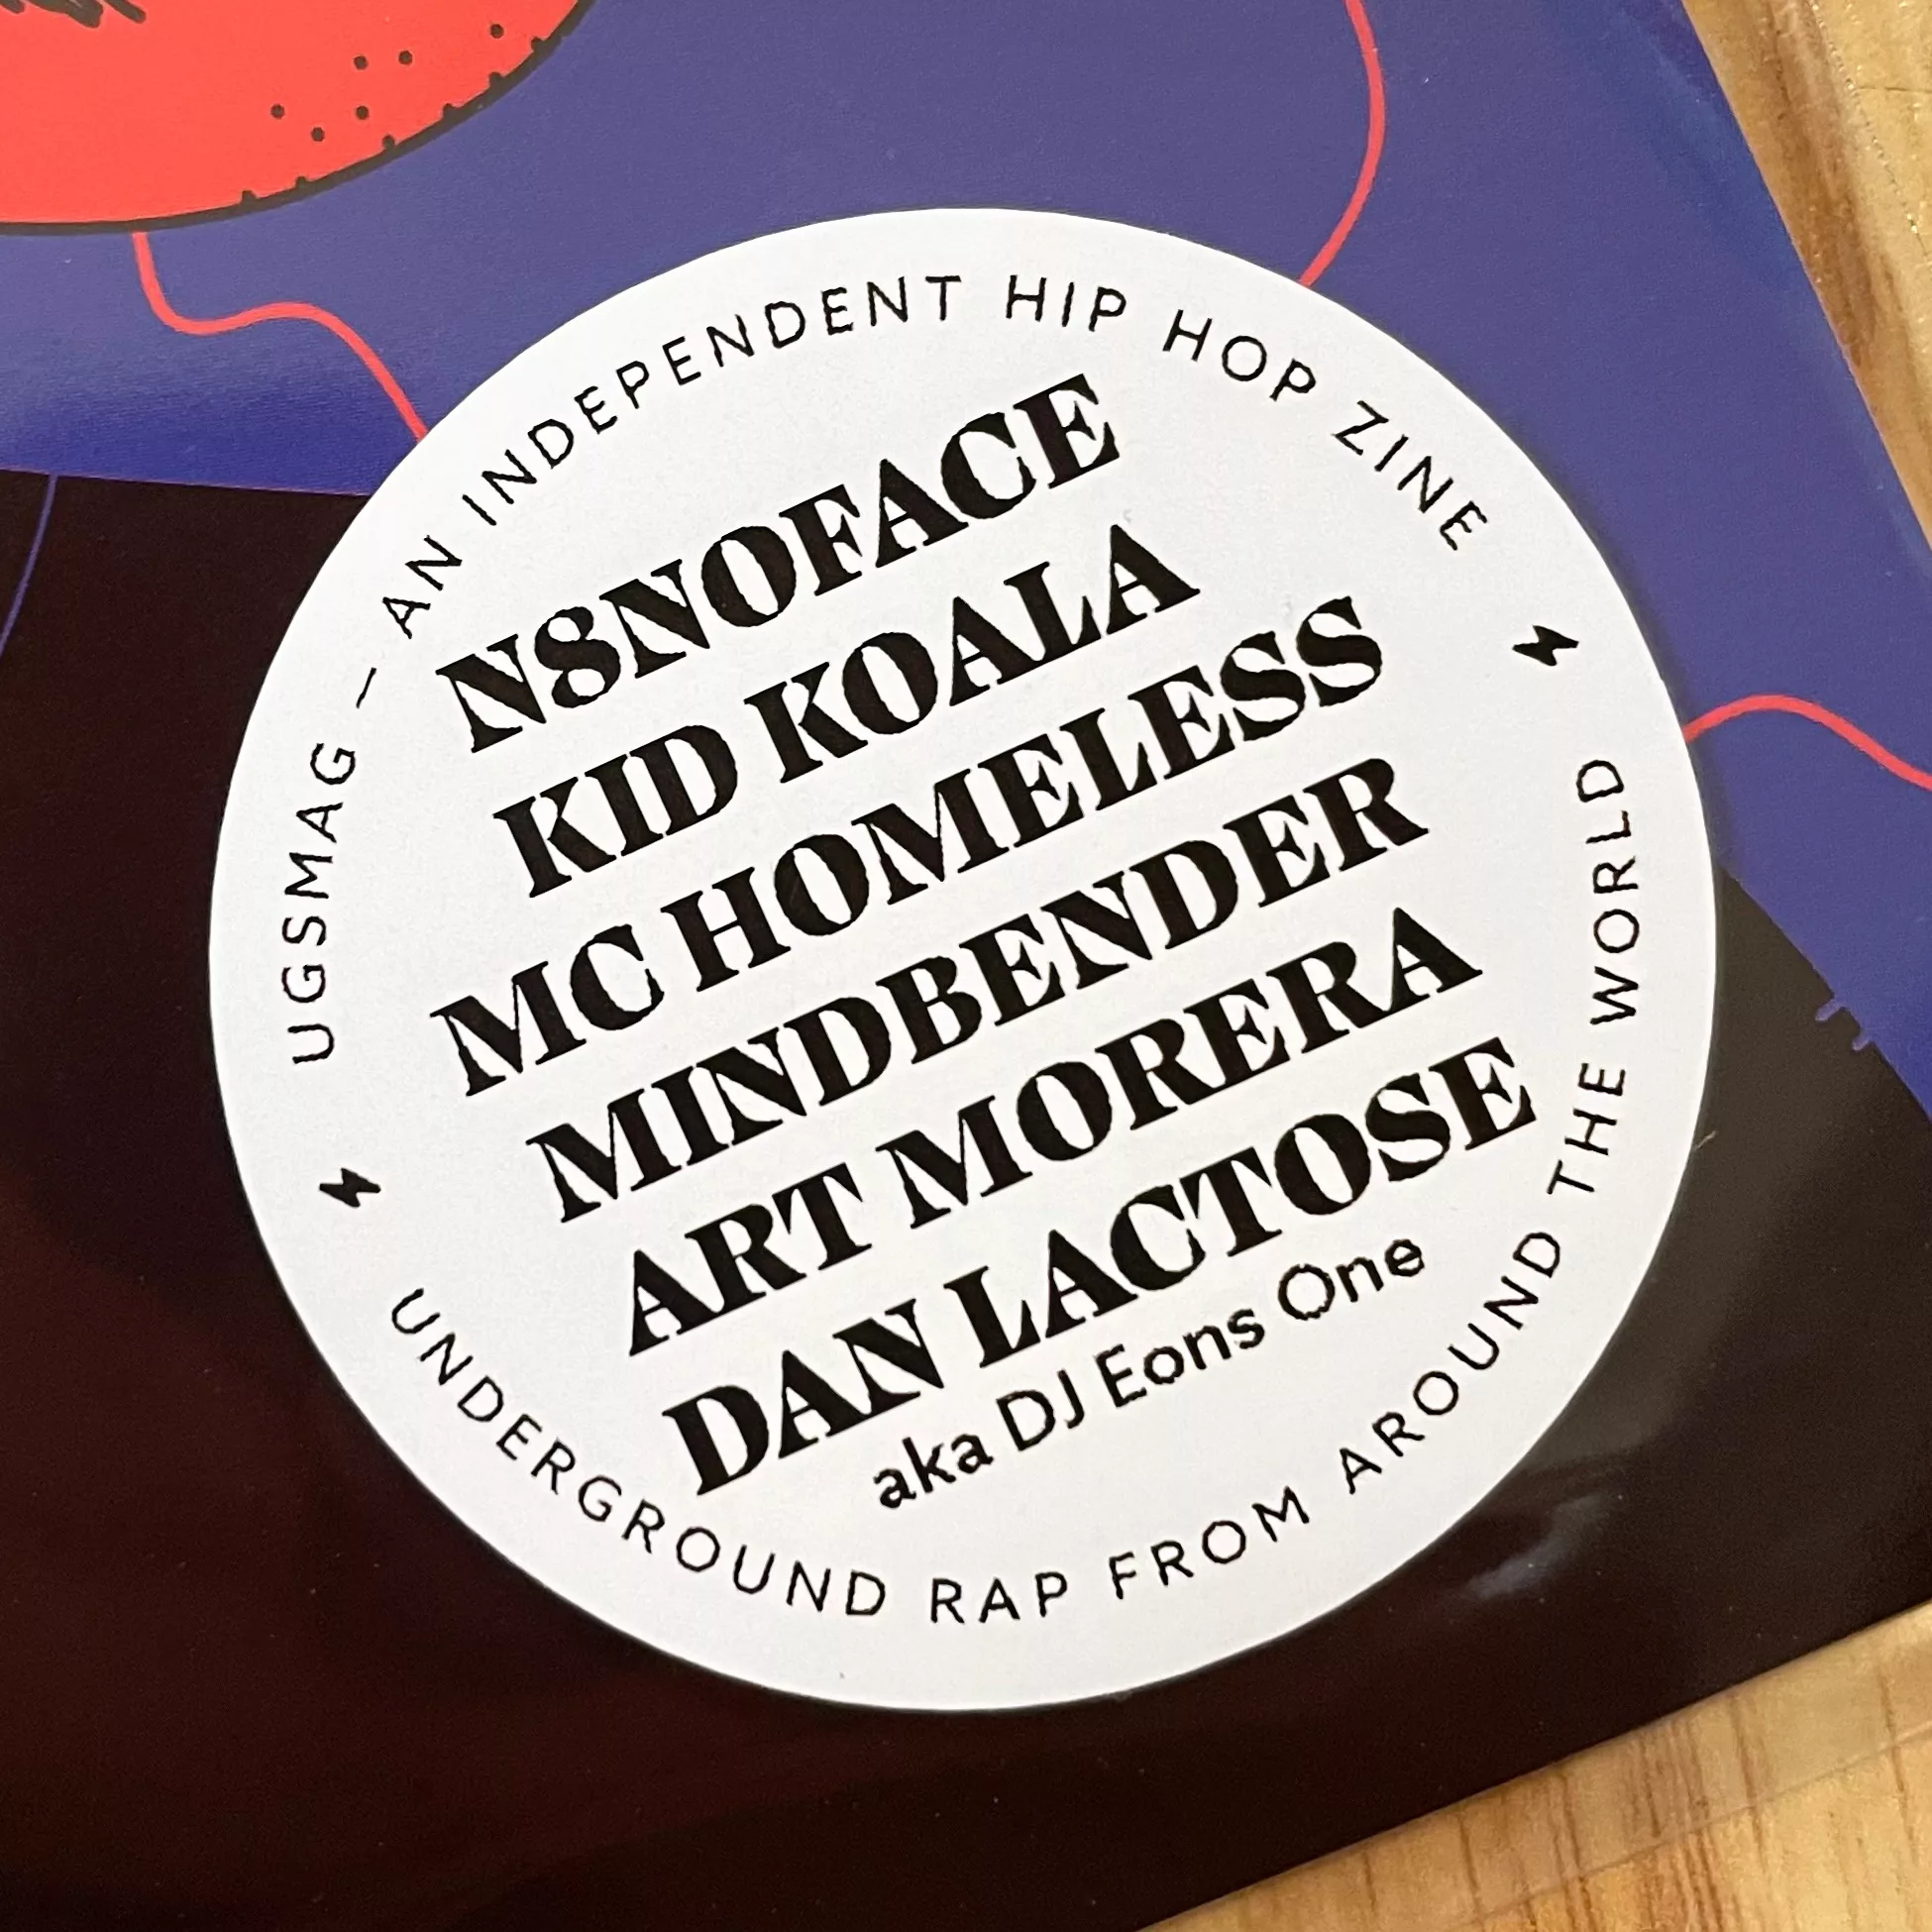 UGSMAG – AN INDEPENDENT HIP HOP ZINE
N8NOFACE
KID KOALA
MC HOMELESS
MINDBENDER
ART MORERA
DAN LACTOSE
aka DJ Eons One
UNDERGROUND RAP FROM AROUND THE WORLD